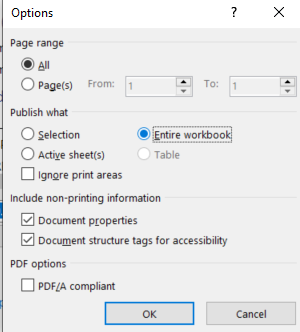 Options
?
Page range
All
Page(s) From: 1 To: 1
Publish what
Selection Entire workbook
Active sheet(s) Table
Ignore print areas
Include non-printing information
Document properties
Document structure tags for accessibility
PDF options
PDF/A compliant
OK Cancel